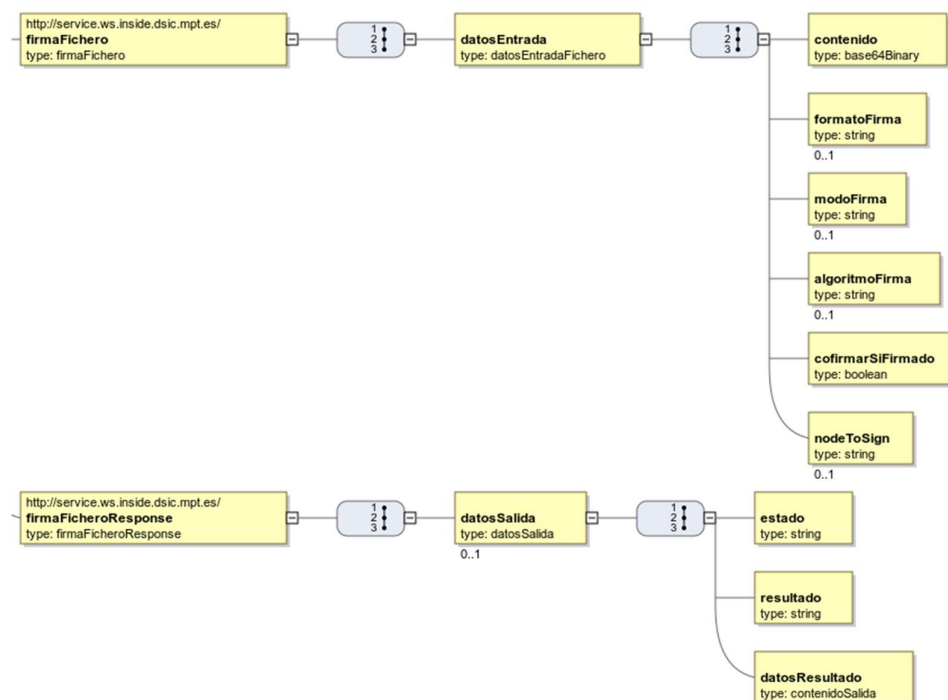 http://service.ws.inside.dsic.mpt.es/
firmaFichero
type: firmaFichero
1
2
3
datosEntrada
type: datosEntradaFichero
1
2
3
contenido
type: base64Binary
formatoFirma
type: string
0..1
modoFirma
type: string
0..1
algoritmoFirma
type: string
0..1
cofirmarSiFirmado
type: boolean
nodeToSign
type: string
0..1
http://service.ws.inside.dsic.mpt.es/
firmaFicheroResponse
type: firmaFicheroResponse
1
2
3
datosSalida
type: datosSalida
0..1
1
2
3
estado
type: string
resultado
type: string
datosResultado
type: contenidoSalida